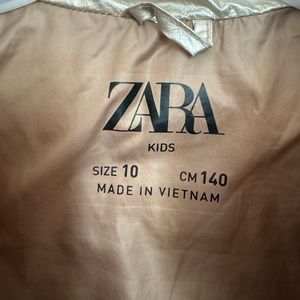 ZARA
KIDS
SIZE 10 CM 140
MADE IN VIETNAM